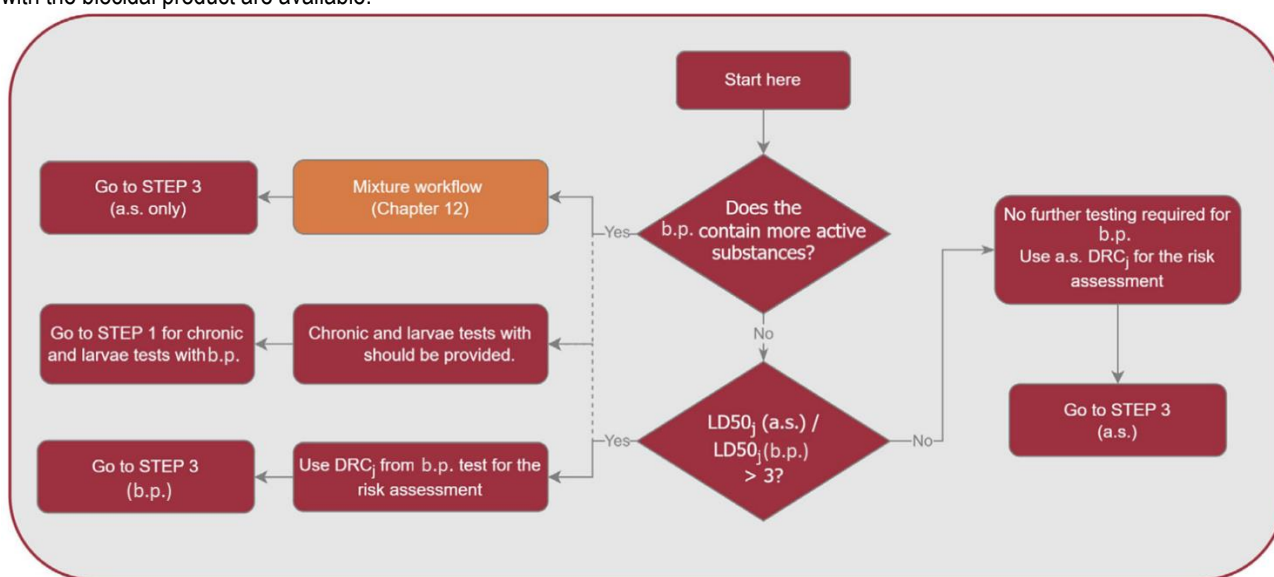 with the biocidal product are available.
Start here
Go to STEP 3
(a.s. only)
Mixture workflow
(Chapter 12)
Yes
Does the
b.p. contain more active
substances?
No further testing required for
b.p.
Use a.s. DRCj for the risk
assessment
Go to STEP 1 for chronic
and larvae tests with b.p.
Chronic and larvae tests with
should be provided.
No
Go to STEP 3
(b.p.)
Use DRCj from b.p. test for the
risk assessment
Yes
LD50j (a.s.) /
LD50j (b.p.)
> 3?
No
Go to STEP 3
(a.s.)